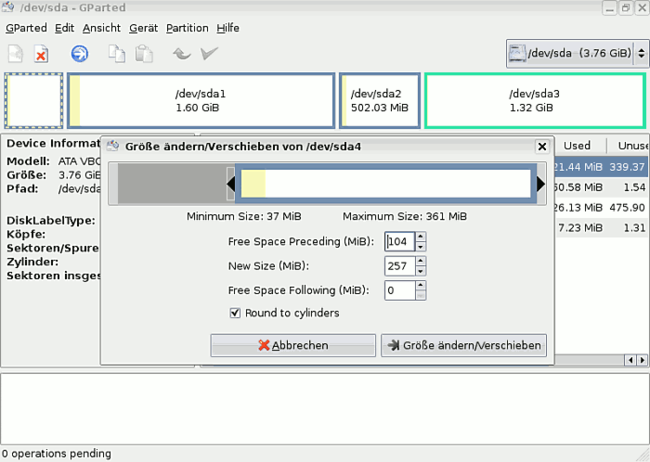 /dev/sda - GParted
GParted Edit Ansicht Gerät Partition Hilfe
/dev/sda (3.76 GiB)
/dev/sda1 /dev/sda2 /dev/sda3
1.60 GiB 502.03 MiB 1.32 GiB
Device Informat
Used Unuse
Größe ändern/Verschieben von /dev/sda4
Modell: ATA VBO
21.44 MiB 339.37
Größe: 3.76 Gi
60.58 MiB 1.54
Pfad: /dev/sda
26.13 MiB 475.90
DiskLabelType:
7.23 MiB 1.31
Köpfe:
Sektoren/Spure
Zylinder:
Sektoren insges
Minimum Size: 37 MiB Maximum Size: 361 MiB
Free Space Preceding (MiB): 104
New Size (MiB): 257
Free Space Following (MiB): 0
Round to cylinders
Abbrechen Größe ändern/Verschieben
0 operations pending